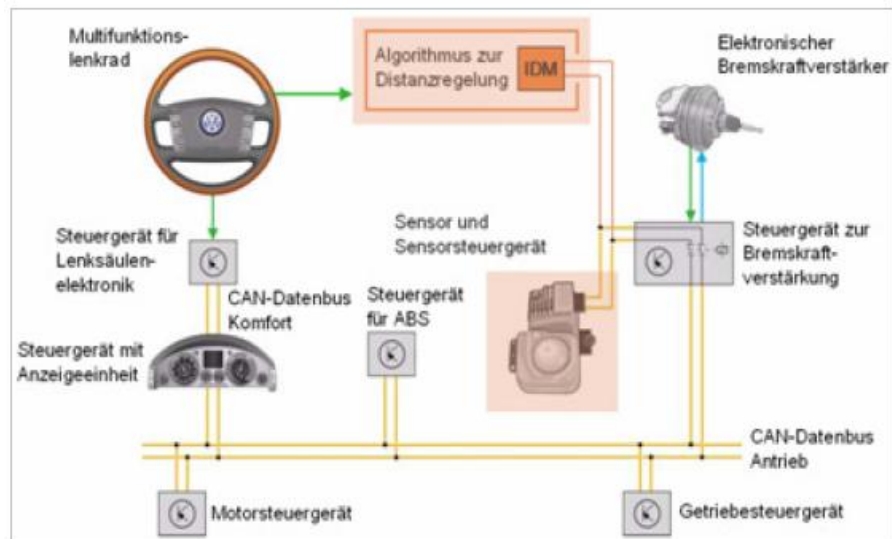 Multifunktions-
lenkrad
Algorithmus zur
Distanzregelung
IDM
Elektronischer
Bremskraftverstärker
Sensor und
Sensorsteuergerät
Steuergerät für
Lenksäulen-
elektronik
Steuergerät zur
Bremskraft-
verstärkung
CAN-Datenbus
Komfort
Steuergerät
für ABS
Steuergerät mit
Anzeigeeinheit
CAN-Datenbus
Antrieb
Motorsteuergerät
Getriebesteuergerät